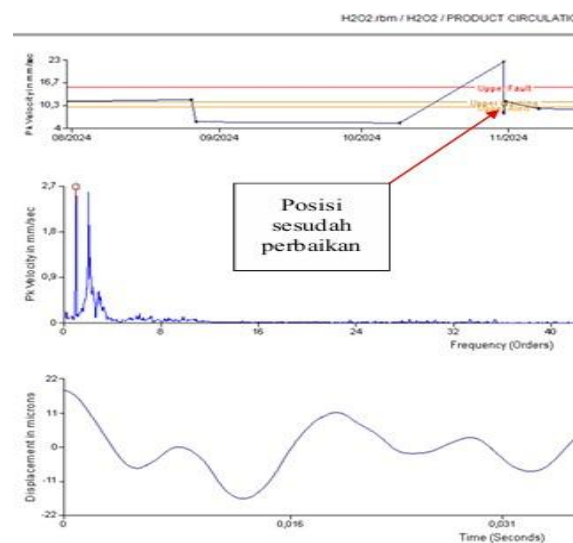 H2O2.rbm / H2O2 / PRODUCT CIRCULATIO
Pk Velocity in mm/sec
23
16,7
10,3
4
Upper Fault
08/2024
09/2024
10/2024
11/2024
Posisi
sesudah
perbaikan
Pk Velocity in mm/sec
2,7
1,8
0,9
0
0
8
16
24
32
40
Frequency (Orders)
Displacement in microns
22
11
0
-11
-22
0
0,016
0,031
Time (Seconds)